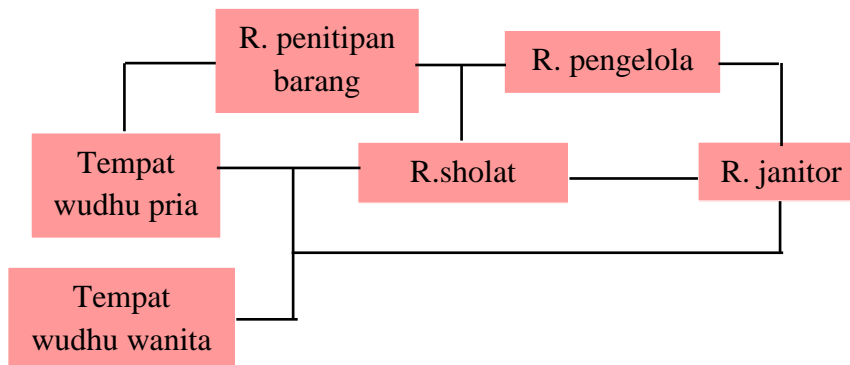 R. penitipan
barang
R. pengelola
Tempat
wudhu pria
R.sholat
R. janitor
Tempat
wudhu wanita